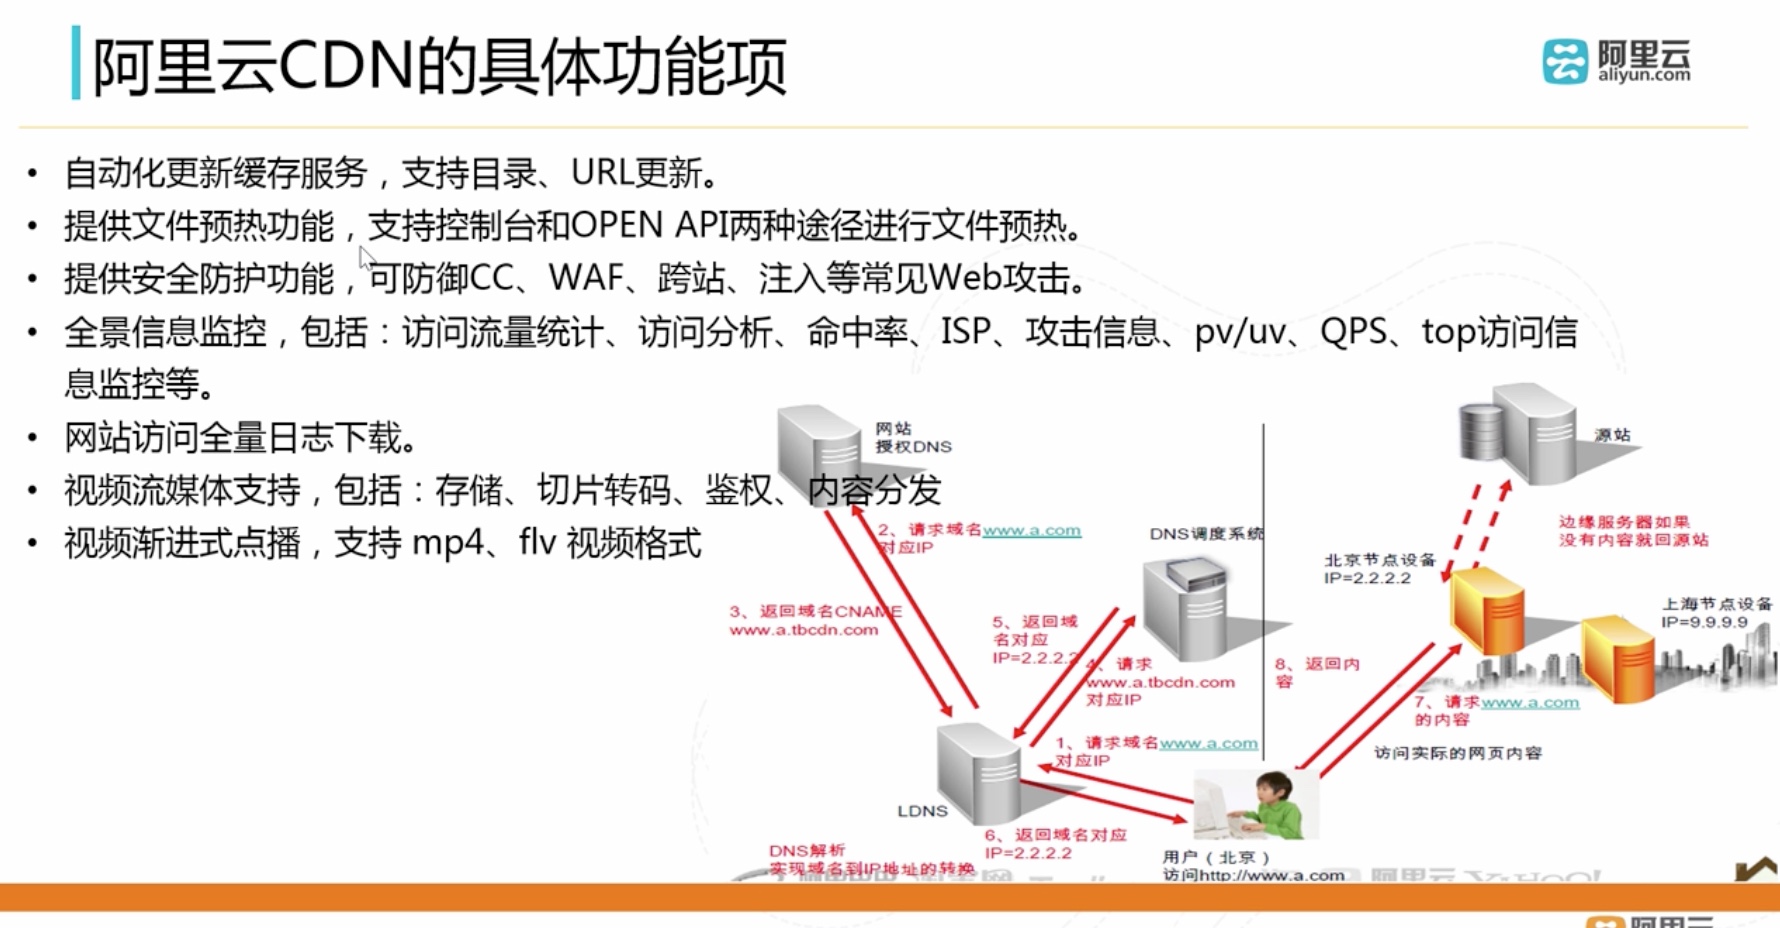 阿里云CDN的具体功能项
阿里云
aliyun.com
• 自动化更新缓存服务，支持目录、URL更新。
• 提供文件预热功能，支持控制台和OPEN API两种途径进行文件预热。
• 提供安全防护功能，可防御CC、WAF、跨站、注入等常见Web攻击。
• 全景信息监控，包括：访问流量统计、访问分析、命中率、ISP、攻击信息、pv/uv、QPS、top访问信
息监控等。
• 网站访问全量日志下载。
• 视频流媒体支持，包括：存储、切片转码、鉴权、内容分发
• 视频渐进式点播，支持 mp4、flv 视频格式
网站
授权DNS
源站
2、请求域名www.a.com
对应IP
DNS调度系统
边缘服务器如果
没有内容就回源站
北京节点设备
IP=2.2.2.2
上海节点设备
IP=9.9.9.9
3、返回域名CNAME
www.a.tbcdn.com
5、返回域
名对应
IP=2.2.2.2
4、请求
www.a.tbcdn.com
对应IP
8、返回内
容
7、请求www.a.com
的内容
1、请求域名www.a.com
对应IP
访问实际的网页内容
LDNS
6、返回域名对应
IP=2.2.2.2
DNS解析
实现域名到IP地址的转换
用户（北京）
访问http://www.a.com
阿里云
YAHOO!
阿里云